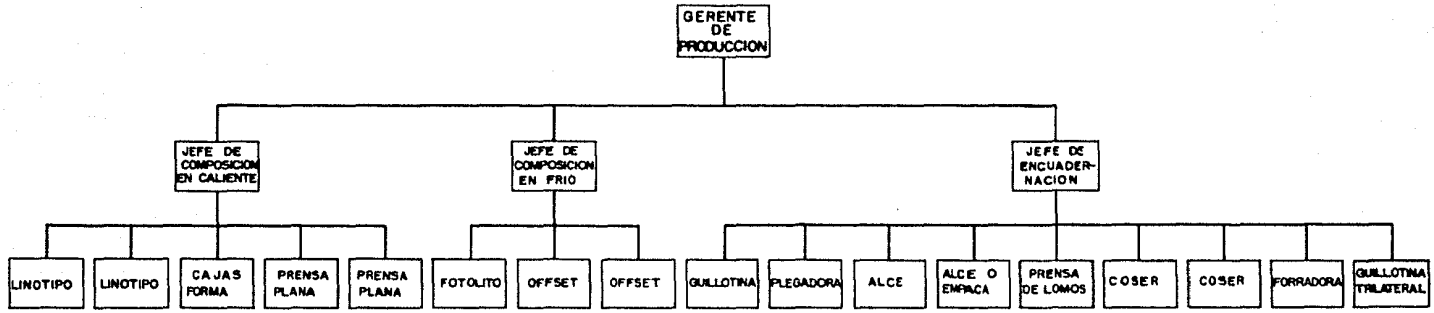 GERENTE
DE
PRODUCCION
JEFE DE
COMPOSICION
EN CALIENTE
JEFE DE
COMPOSICION
EN FRIO
JEFE DE
ENCUADER-
NACION
LINOTIPO
LINOTIPO
CAJAS
FORMA
PRENSA
PLANA
PRENSA
PLANA
FOTOLITO
OFFSET
OFFSET
GUILLOTINA
PLEGADORA
ALCE
ALCE O
EMPACA
PRENSA
DE LOMOS
COSER
COSER
FORRADORA
GUILLOTINA
TRILATERAL